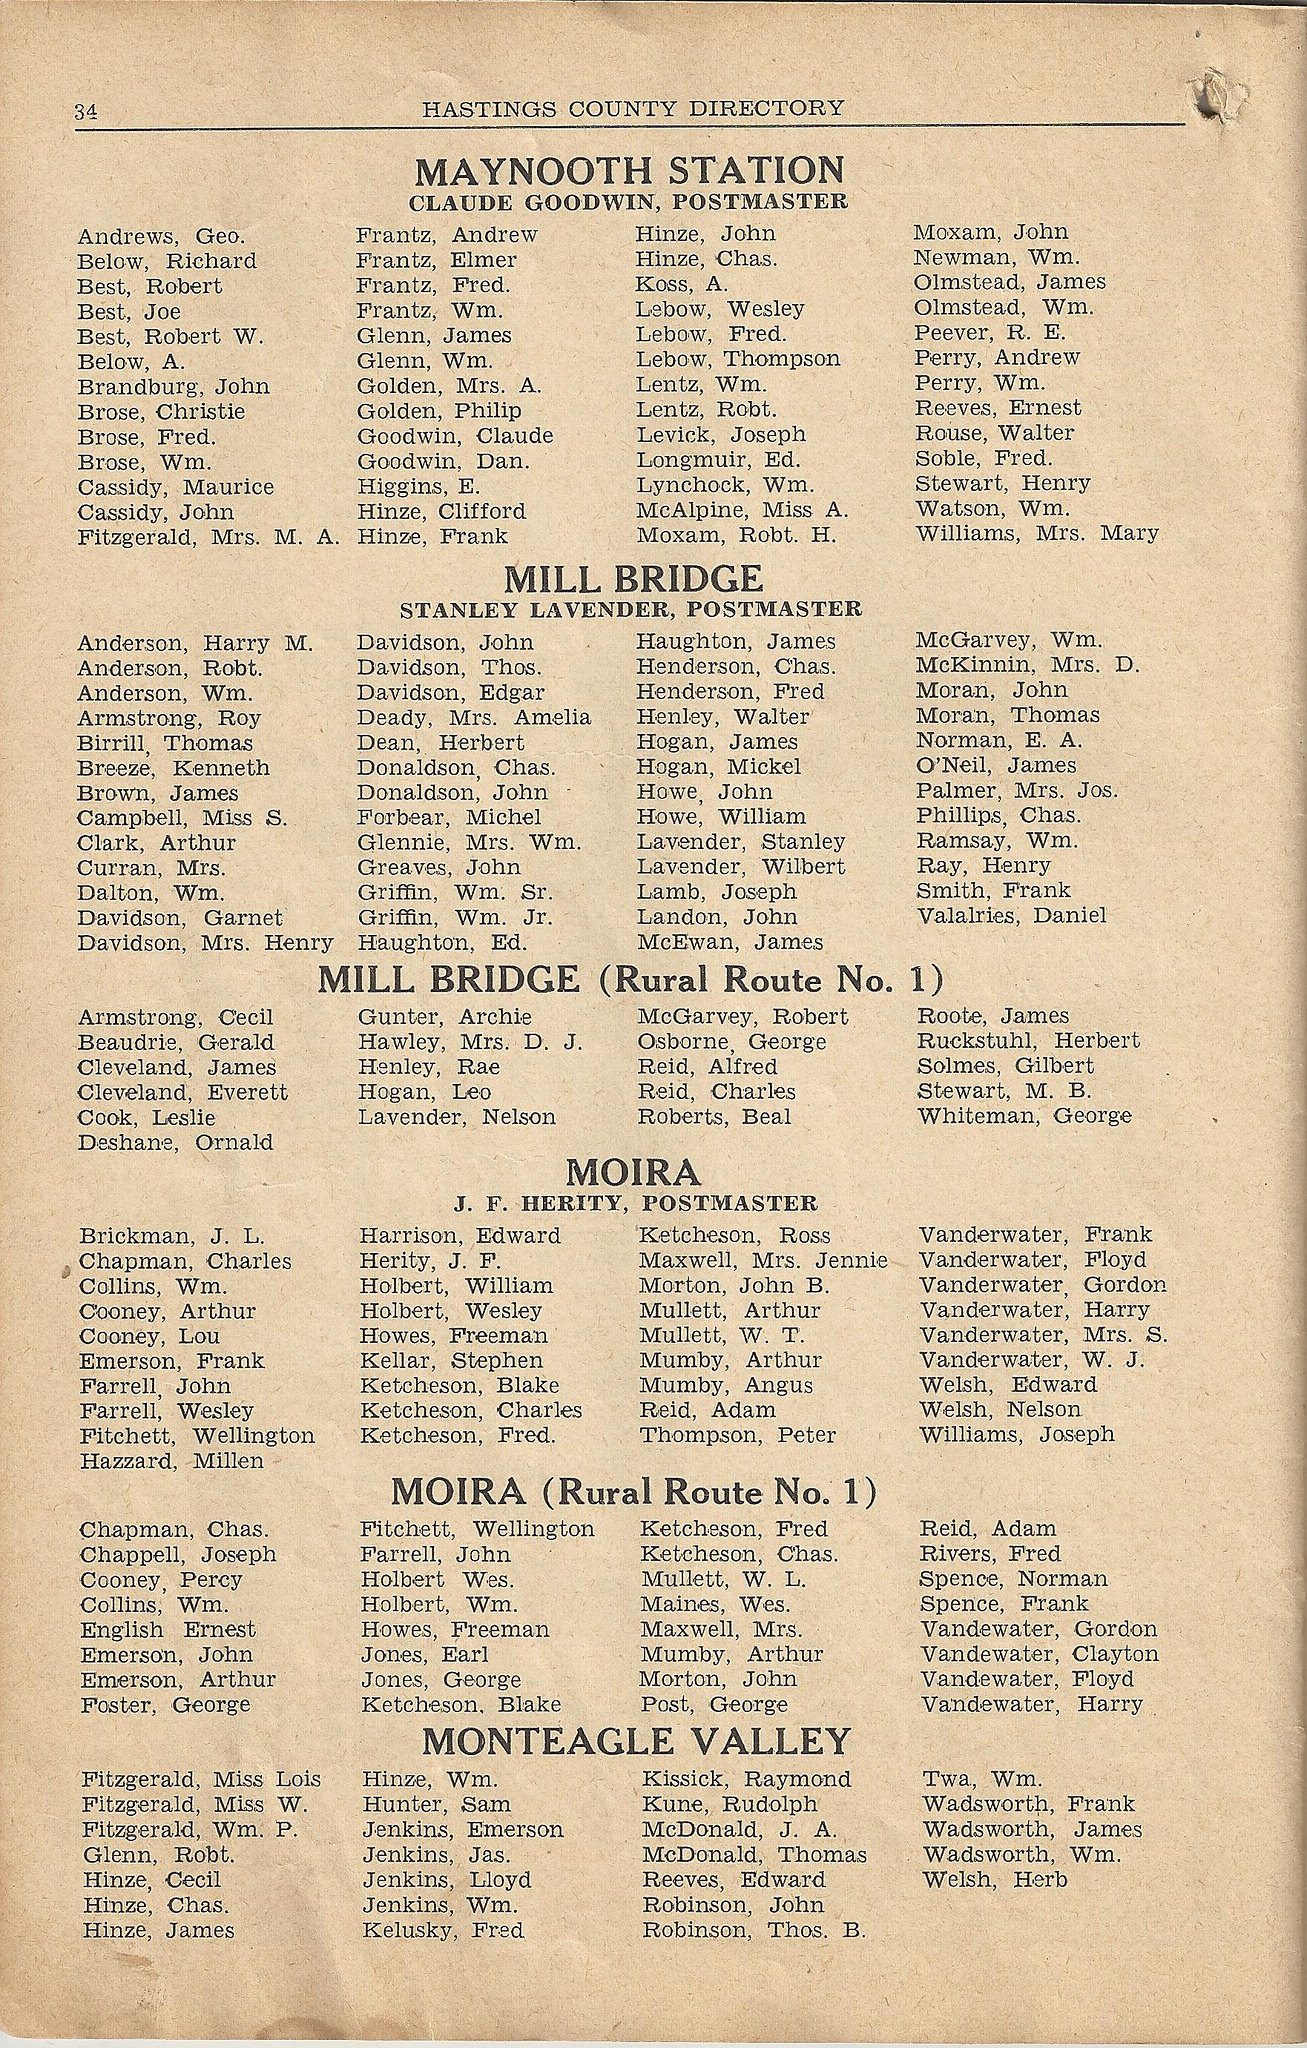 34
HASTINGS COUNTY DIRECTORY
MAYNOOTH STATION
CLAUDE GOODWIN, POSTMASTER
Andrews, Geo.
Below, Richard
Best, Robert
Best, Joe
Best, Robert W.
Below, A.
Brandburg, John
Brose, Christie
Brose, Fred.
Brose, Wm.
Cassidy, Maurice
Cassidy, John
Fitzgerald, Mrs. M. A.
Frantz, Andrew
Frantz, Elmer
Frantz, Fred.
Frantz, Wm.
Glenn, James
Glenn, Wm.
Golden, Mrs. A.
Golden, Philip
Goodwin, Claude
Goodwin, Dan.
Higgins, E.
Hinze, Clifford
Hinze, Frank
Hinze, John
Hinze, Chas.
Koss, A.
Lebow, Wesley
Lebow, Fred.
Lebow, Thompson
Lentz, Wm.
Lentz, Robt.
Levick, Joseph
Longmuir, Ed.
Lynchock, Wm.
McAlpine, Miss A.
Moxam, Robt. H.
Moxam, John
Newman, Wm.
Olmstead, James
Olmstead, Wm.
Peever, R. E.
Perry, Andrew
Perry, Wm.
Reeves, Ernest
Rouse, Walter
Soble, Fred.
Stewart, Henry
Watson, Wm.
Williams, Mrs. Mary
MILL BRIDGE
STANLEY LAVENDER, POSTMASTER
Anderson, Harry M.
Anderson, Robt.
Anderson, Wm.
Armstrong, Roy
Birrill, Thomas
Breeze, Kenneth
Brown, James
Campbell, Miss S.
Clark, Arthur
Curran, Mrs.
Dalton, Wm.
Davidson, Garnet
Davidson, Mrs. Henry
Davidson, John
Davidson, Thos.
Davidson, Edgar
Deady, Mrs. Amelia
Dean, Herbert
Donaldson, Chas.
Donaldson, John
Forbear, Michel
Glennie, Mrs. Wm.
Greaves, John
Griffin, Wm. Sr.
Griffin, Wm. Jr.
Haughton, Ed.
Haughton, James
Henderson, Chas.
Henderson, Fred
Henley, Walter
Hogan, James
Hogan, Mickel
Howe, John
Howe, William
Lavender, Stanley
Lavender, Wilbert
Lamb, Joseph
Landon, John
McEwan, James
McGarvey, Wm.
McKinnin, Mrs. D.
Moran, John
Moran, Thomas
Norman, E. A.
O'Neil, James
Palmer, Mrs. Jos.
Phillips, Chas.
Ramsay, Wm.
Ray, Henry
Smith, Frank
Valalries, Daniel
MILL BRIDGE (Rural Route No. 1)
Armstrong, Cecil
Beaudrie, Gerald
Cleveland, James
Cleveland, Everett
Cook, Leslie
Deshane, Ornald
Gunter, Archie
Hawley, Mrs. D. J.
Henley, Rae
Hogan, Leo
Lavender, Nelson
McGarvey, Robert
Osborne, George
Reid, Alfred
Reid, Charles
Roberts, Beal
Roote, James
Ruckstuhl, Herbert
Solmes, Gilbert
Stewart, M. B.
Whiteman, George
MOIRA
J. F. HERITY, POSTMASTER
Brickman, J. L.
Chapman, Charles
Collins, Wm.
Cooney, Arthur
Cooney, Lou
Emerson, Frank
Farrell, John
Farrell, Wesley
Fitchett, Wellington
Hazzard, Millen
Harrison, Edward
Herity, J. F.
Holbert, William
Holbert, Wesley
Howes, Freeman
Kellar, Stephen
Ketcheson, Blake
Ketcheson, Charles
Ketcheson, Fred.
Ketcheson, Ross
Maxwell, Mrs. Jennie
Morton, John B.
Mullett, Arthur
Mullett, W. T.
Mumby, Arthur
Mumby, Angus
Reid, Adam
Thompson, Peter
Vanderwater, Frank
Vanderwater, Floyd
Vanderwater, Gordon
Vanderwater, Harry
Vanderwater, Mrs. S.
Vanderwater, W. J.
Welsh, Edward
Welsh, Nelson
Williams, Joseph
MOIRA (Rural Route No. 1)
Chapman, Chas.
Chappell, Joseph
Cooney, Percy
Collins, Wm.
English Ernest
Emerson, John
Emerson, Arthur
Foster, George
Fitchett, Wellington
Farrell, John
Holbert Wes.
Holbert, Wm.
Howes, Freeman
Jones, Earl
Jones, George
Ketcheson. Blake
Ketcheson, Fred
Ketcheson, Chas.
Mullett, W. L.
Maines, Wes.
Maxwell, Mrs.
Mumby, Arthur
Morton, John
Post, George
Reid, Adam
Rivers, Fred
Spence, Norman
Spence, Frank
Vandewater, Gordon
Vandewater, Clayton
Vandewater, Floyd
Vandewater, Harry
MONTEAGLE VALLEY
Fitzgerald, Miss Lois
Fitzgerald, Miss W.
Fitzgerald, Wm. P.
Glenn, Robt.
Hinze, Cecil
Hinze, Chas.
Hinze, James
Hinze, Wm.
Hunter, Sam
Jenkins, Emerson
Jenkins, Jas.
Jenkins, Lloyd
Jenkins, Wm.
Kelusky, Fred
Kissick, Raymond
Kune, Rudolph
McDonald, J. A.
McDonald, Thomas
Reeves, Edward
Robinson, John
Robinson, Thos. B.
Twa, Wm.
Wadsworth, Frank
Wadsworth, James
Wadsworth, Wm.
Welsh, Herb